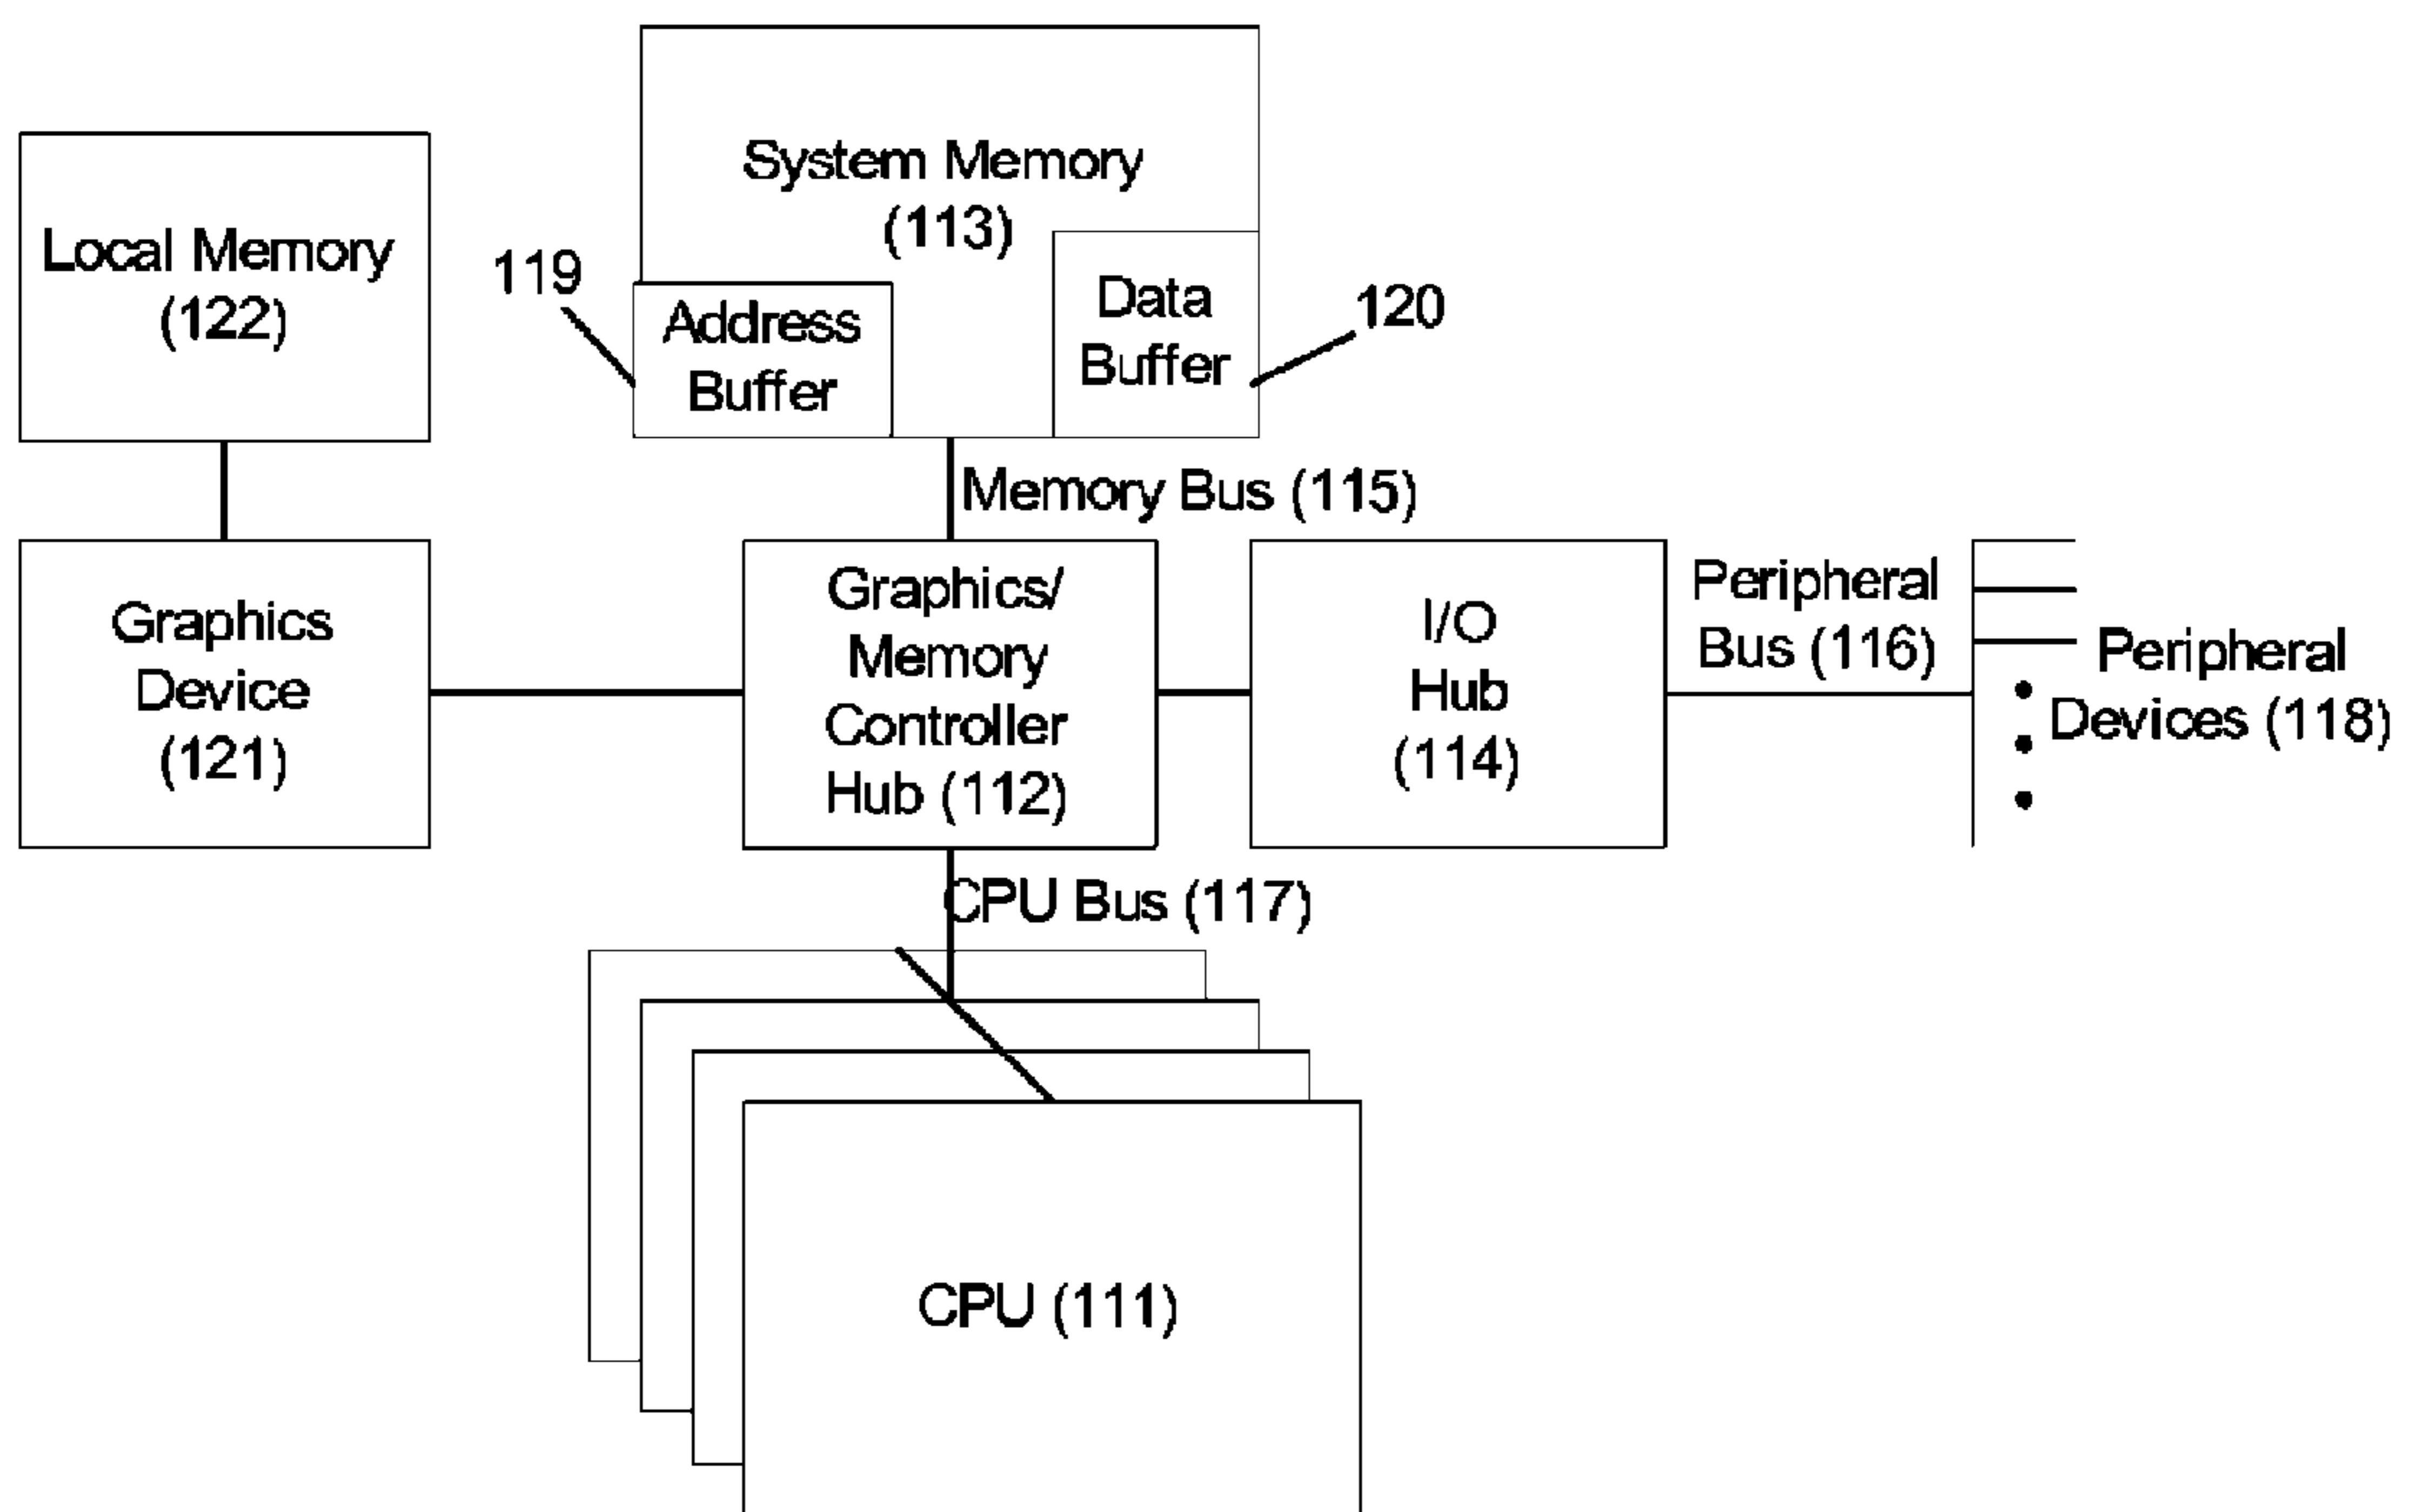 System Memory
(113)
Local Memory
(122)
119
Address
Buffer
Data
Buffer
120
Memory Bus (115)
Graphics
Device
(121)
Graphics/
Memory
Controller
Hub (112)
I/O
Hub
(114)
Peripheral
Bus (116)
Peripheral
Devices (118)
CPU Bus (117)
CPU (111)